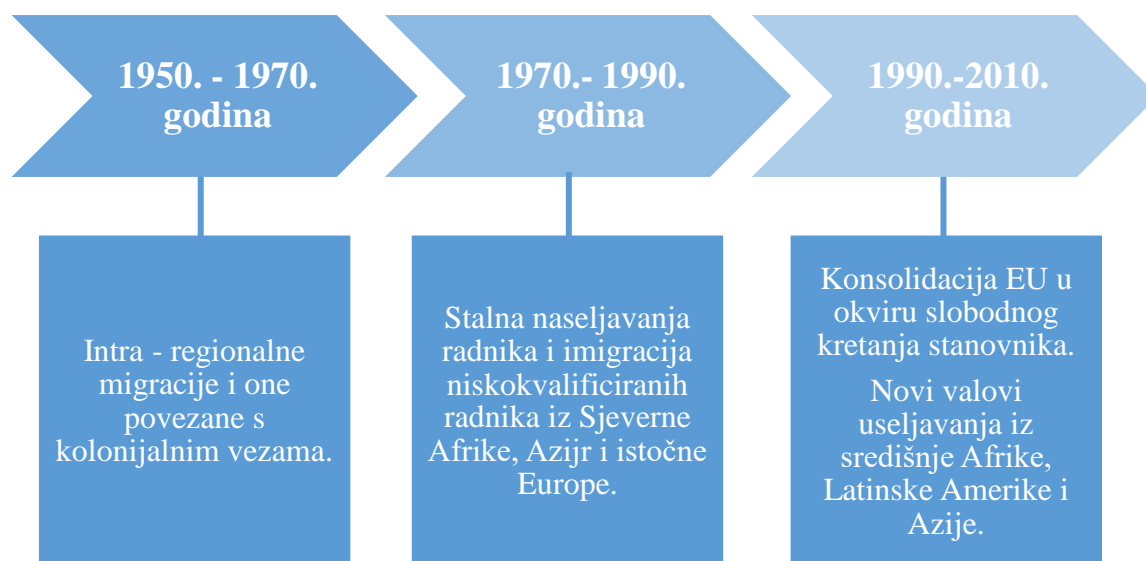 1950. - 1970.
godina
1970.- 1990.
godina
1990.-2010.
godina
Intra - regionalne
migracije i one
povezane s
kolonijalnim vezama.
Stalna naseljavanja
radnika i imigracija
niskokvalificiranih
radnika iz Sjeverne
Afrike, Azijr i istočne
Europe.
Konsolidacija EU u
okviru slobodnog
kretanja stanovnika.
Novi valovi
useljavanja iz
središnje Afrike,
Latinske Amerike i
Azije.